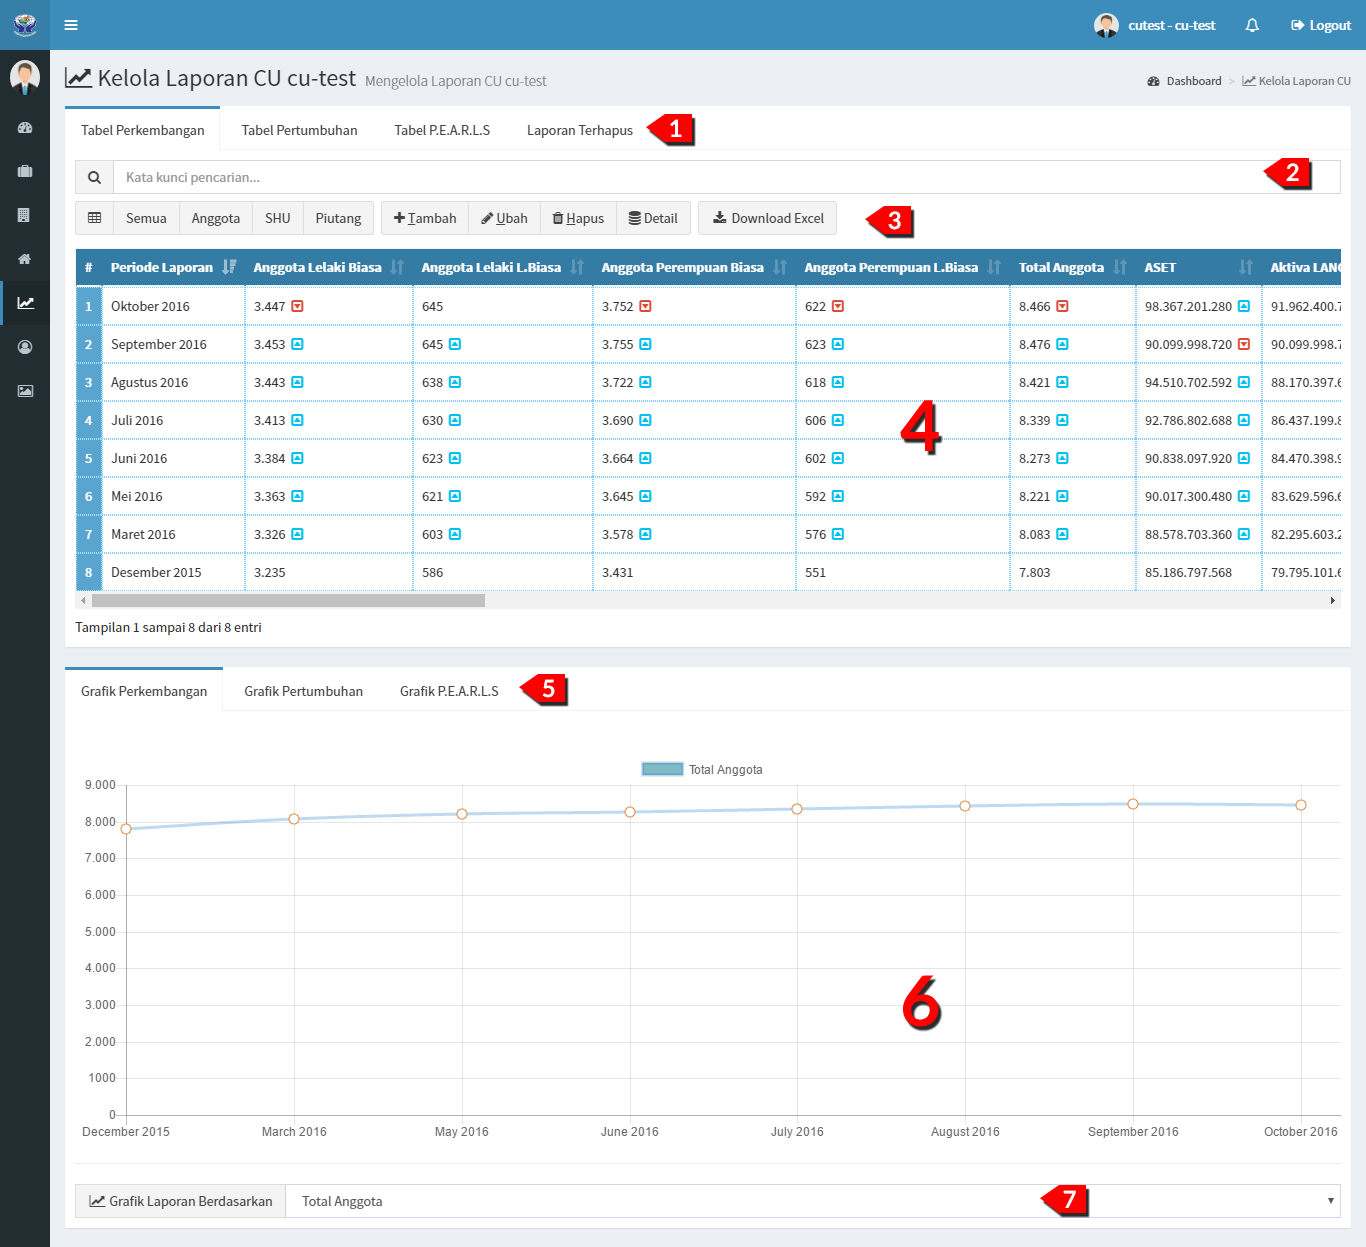 cutest - cu-test Logout
Kelola Laporan CU cu-test Mengelola Laporan CU cu-test
Dashboard > Kelola Laporan CU
Tabel Perkembangan Tabel Pertumbuhan Tabel P.E.A.R.L.S Laporan Terhapus 1
Kata kunci pencarian... 2
Semua Anggota SHU Piutang Tambah Ubah Hapus Detail Download Excel 3
# Periode Laporan Anggota Lelaki Biasa Anggota Lelaki L.Biasa Anggota Perempuan Biasa Anggota Perempuan L.Biasa Total Anggota ASET Aktiva LANC
1 Oktober 2016 3.447 645 3.752 622 8.466 98.367.201.280 91.962.400.7
2 September 2016 3.453 645 3.755 623 8.476 90.099.998.720 90.099.998.7
3 Agustus 2016 3.443 638 3.722 618 8.421 94.510.702.592 88.170.397.6
4 Juli 2016 3.413 630 3.690 606 8.339 92.786.802.688 86.437.199.8
4
5 Juni 2016 3.384 623 3.664 602 8.273 90.838.097.920 84.470.398.9
6 Mei 2016 3.363 621 3.645 592 8.221 90.017.300.480 83.629.596.6
7 Maret 2016 3.326 603 3.578 576 8.083 88.578.703.360 82.295.603.2
8 Desember 2015 3.235 586 3.431 551 7.803 85.186.797.568 79.795.101.6
Tampilan 1 sampai 8 dari 8 entri
Grafik Perkembangan Grafik Pertumbuhan Grafik P.E.A.R.L.S 5
Total Anggota
9.000
8.000
7.000
6.000
5.000
4.000
3.000
6
2.000
1000
0
December 2015 March 2016 May 2016 June 2016 July 2016 August 2016 September 2016 October 2016
Grafik Laporan Berdasarkan Total Anggota 7